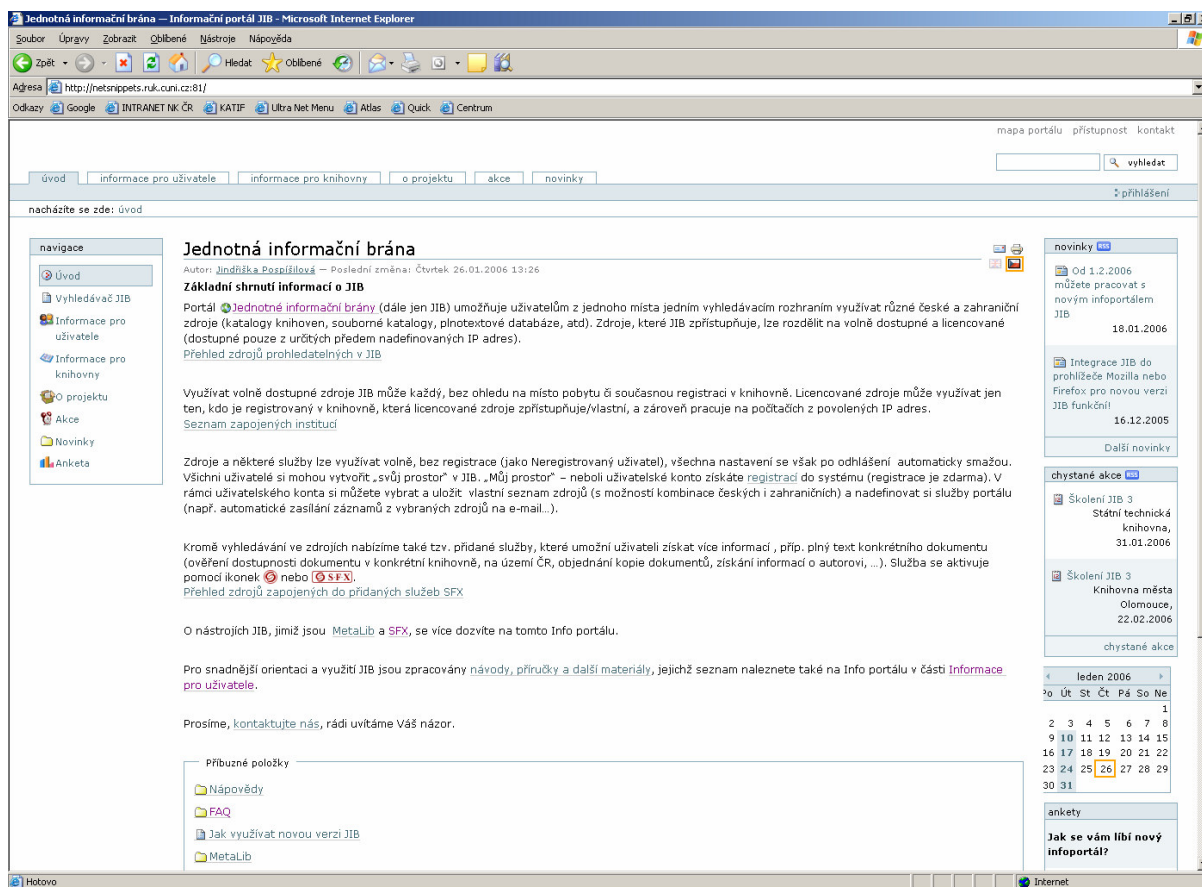 Jednotná informační brána — Informační portál JIB - Microsoft Internet Explorer
Soubor Úpravy Zobrazit Oblíbené Nástroje Nápověda
Zpět Hledat Oblíbené
Adresa http://netsnippets.ruk.cuni.cz:81/
Odkazy Google INTRANET NK ČR KATIF Ultra Net Menu Atlas Quick Centrum
mapa portálu přístupnost kontakt
vyhledat
úvod informace pro uživatele informace pro knihovny o projektu akce novinky
přihlášení
nacházíte se zde: úvod
navigace
Úvod
Vyhledávač JIB
Informace pro
uživatele
Informace pro
knihovny
O projektu
Akce
Novinky
Anketa
Jednotná informační brána
Autor: Jindřiška Pospíšilová — Poslední změna: Čtvrtek 26.01.2006 13:26
Základní shrnutí informací o JIB
Portál Jednotné informační brány (dále jen JIB) umožňuje uživatelům z jednoho místa jedním vyhledávacím rozhraním využívat různé české a zahraniční
zdroje (katalogy knihoven, souborné katalogy, plnotextové databáze, atd). Zdroje, které JIB zpřístupňuje, lze rozdělit na volně dostupné a licencované
(dostupné pouze z určitých předem nadefinovaných IP adres).
Přehled zdrojů prohledatelných v JIB
Využívat volně dostupné zdroje JIB může každý, bez ohledu na místo pobytu či současnou registraci v knihovně. Licencované zdroje může využívat jen
ten, kdo je registrovaný v knihovně, která licencované zdroje zpřístupňuje/vlastní, a zároveň pracuje na počítačích z povolených IP adres.
Seznam zapojených institucí
Zdroje a některé služby lze využívat volně, bez registrace (jako Neregistrovaný uživatel), všechna nastavení se však po odhlášení automaticky smažou.
Všichni uživatelé si mohou vytvořit „svůj prostor“ v JIB. „Můj prostor“ – neboli uživatelské konto získáte registrací do systému (registrace je zdarma). V
rámci uživatelského konta si můžete vybrat a uložit vlastní seznam zdrojů (s možností kombinace českých i zahraničních) a nadefinovat si služby portálu
(např. automatické zasílání záznamů z vybraných zdrojů na e-mail…).
Kromě vyhledávání ve zdrojích nabízíme také tzv. přidané služby, které umožní uživateli získat více informací , příp. plný text konkrétního dokumentu
(ověření dostupnosti dokumentu v konkrétní knihovně, na území ČR, objednání kopie dokumentů, získání informací o autorovi, …). Služba se aktivuje
pomocí ikonek nebo SFX.
Přehled zdrojů zapojených do přidaných služeb SFX
O nástrojích JIB, jimiž jsou MetaLib a SFX, se více dozvíte na tomto Info portálu.
Pro snadnější orientaci a využití JIB jsou zpracovány návody, příručky a další materiály, jejichž seznam naleznete také na Info portálu v části Informace
pro uživatele.
Prosíme, kontaktujte nás, rádi uvítáme Váš názor.
Příbuzné položky
Nápovědy
FAQ
Jak využívat novou verzi JIB
MetaLib
novinky RSS
Od 1.2.2006
můžete pracovat s
novým infoportálem
JIB
18.01.2006
Integrace JIB do
prohlížeče Mozilla nebo
Firefox pro novou verzi
JIB funkční!
16.12.2005
Další novinky
chystané akce RSS
Školení JIB 3
Státní technická
knihovna,
31.01.2006
Školení JIB 3
Knihovna města
Olomouce,
22.02.2006
chystané akce
leden 2006
Po Út St Čt Pá So Ne
1
2 3 4 5 6 7 8
9 10 11 12 13 14 15
16 17 18 19 20 21 22
23 24 25 26 27 28 29
30 31
ankety
Jak se vám líbí nový
infoportál?
Hotovo Internet